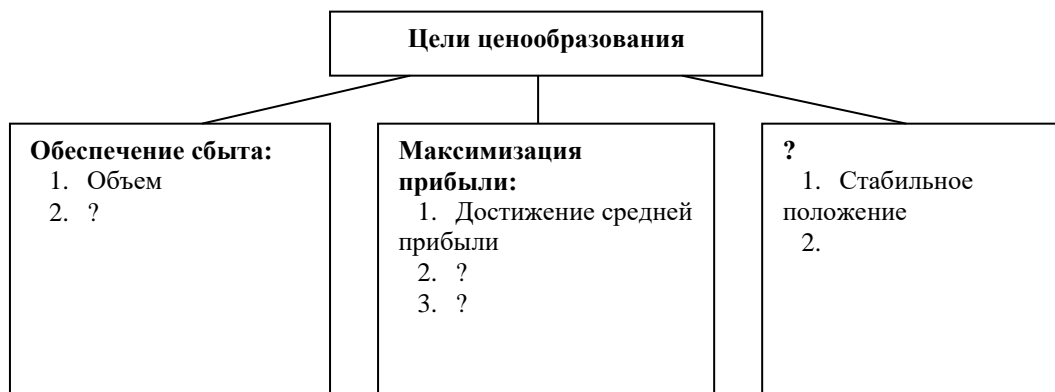 Цели ценообразования
Обеспечение сбыта:
1. Объем
2. ?
Максимизация
прибыли:
1. Достижение средней
прибыли
2. ?
3. ?
?
1. Стабильное
положение
2.